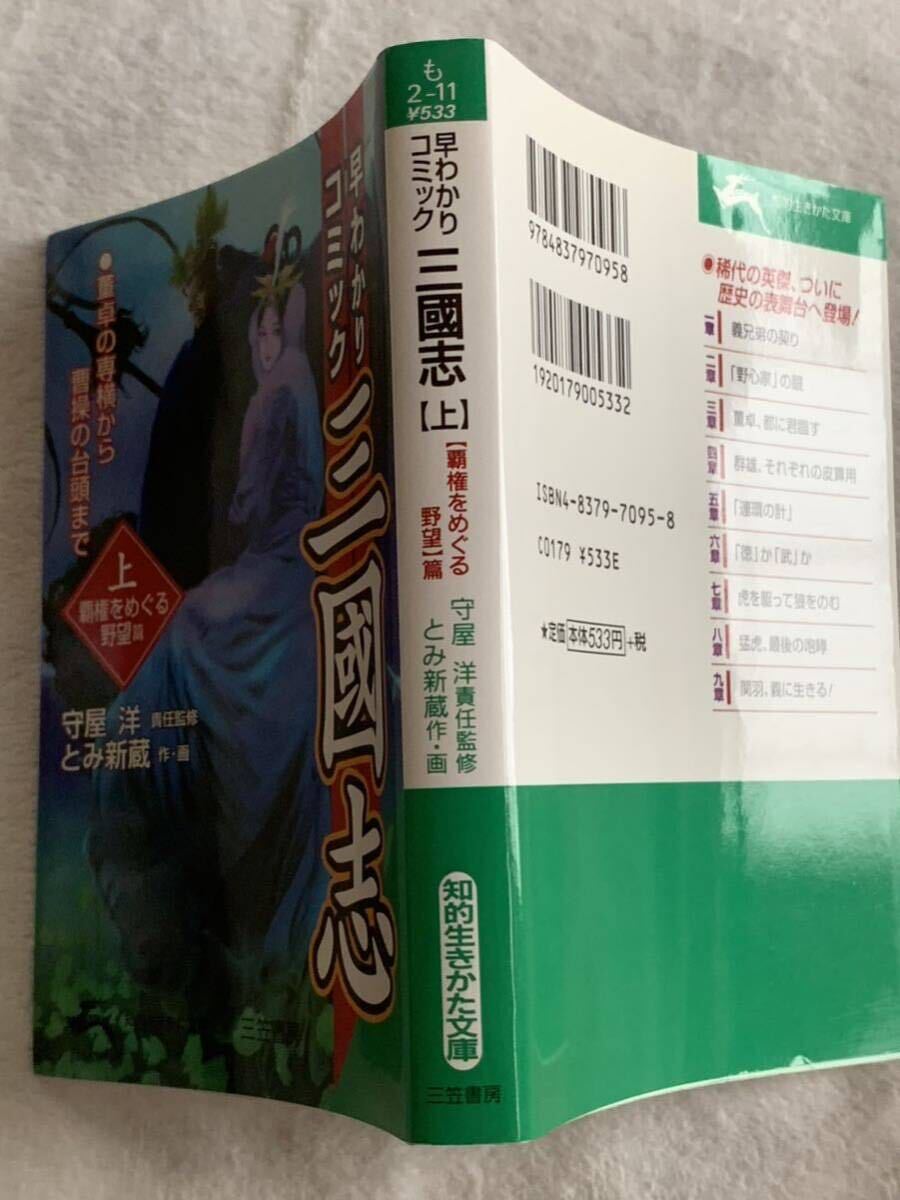 早わかり
コミック
三國志
●董卓の専横から
曹操の台頭まで
上
覇権をめぐる
野望篇
守屋 洋 責任監修
とみ新蔵 作・画
三笠書房
も
2-11
¥533
早わかり
コミック
三國志【上】
【覇権をめぐる
野望】篇
守屋 洋責任監修
とみ新蔵作・画
知的生きかた文庫
三笠書房
9784837970958
1920179005332
ISBN4-8379-7095-8
C0179 ¥533E
★定価 本体533円 +税
知的生きかた文庫
●稀代の英傑、ついに
歴史の表舞台へ登場!
一章 義兄弟の契り
二章 「野心家」の眼
三章 董卓、都に君臨す
四章 群雄、それぞれの皮算用
五章 「連環の計」
六章 「徳」か「武」か
七章 虎を駆って狼をのむ
八章 猛虎、最後の咆哮
九章 関羽、義に生きる!